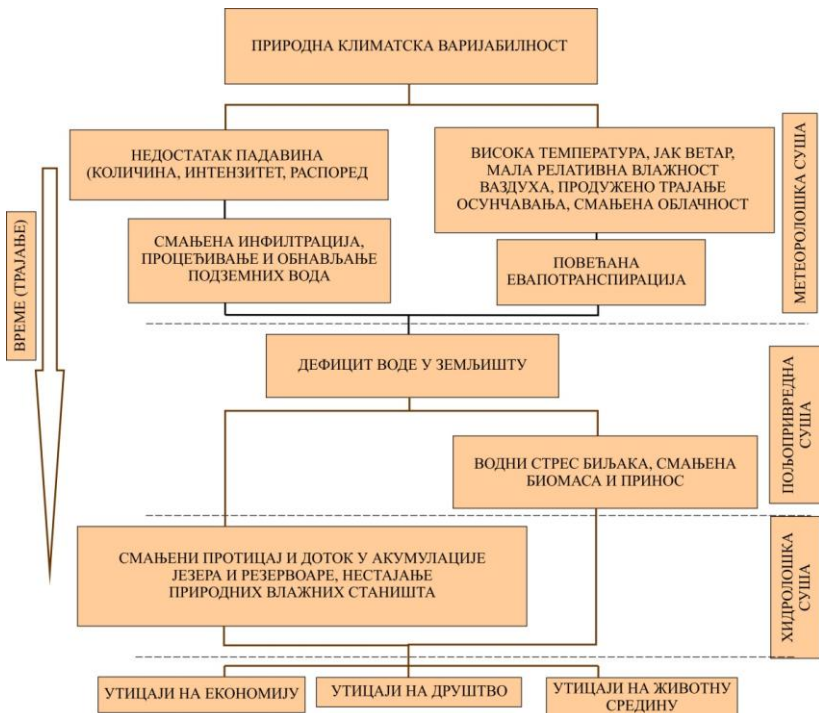 ПРИРОДНА КЛИМАТСКА ВАРИЈАБИЛНОСТ
НЕДОСТАТАК ПАДАВИНА
(КОЛИЧИНА, ИНТЕНЗИТЕТ, РАСПОРЕД
ВИСОКА ТЕМПЕРАТУРА, ЈАК ВЕТАР,
МАЛА РЕЛАТИВНА ВЛАЖНОСТ
ВАЗДУХА, ПРОДУЖЕНО ТРАЈАЊЕ
ОСУНЧАВАЊА, СМАЊЕНА ОБЛАЧНОСТ
МЕТЕОРОЛОШКА СУША
СМАЊЕНА ИНФИЛТРАЦИЈА,
ПРОЦЕЂИВАЊЕ И ОБНАВЉАЊЕ
ПОДЗЕМНИХ ВОДА
ПОВЕЋАНА
ЕВАПОТРАНСПИРАЦИЈА
ВРЕМЕ (ТРАЈАЊЕ)
ДЕФИЦИТ ВОДЕ У ЗЕМЉИШТУ
ПОЉОПРИВРЕДНА
СУША
ВОДНИ СТРЕС БИЉАКА, СМАЊЕНА
БИОМАСА И ПРИНОС
СМАЊЕНИ ПРОТИЦАЈ И ДОТОК У АКУМУЛАЦИЈЕ
ЈЕЗЕРА И РЕЗЕРВОАРЕ, НЕСТАЈАЊЕ
ПРИРОДНИХ ВЛАЖНИХ СТАНИШТА
ХИДРОЛОШКА
СУША
УТИЦАЈИ НА ЕКОНОМИЈУ
УТИЦАЈИ НА ДРУШТВО
УТИЦАЈИ НА ЖИВОТНУ
СРЕДИНУ